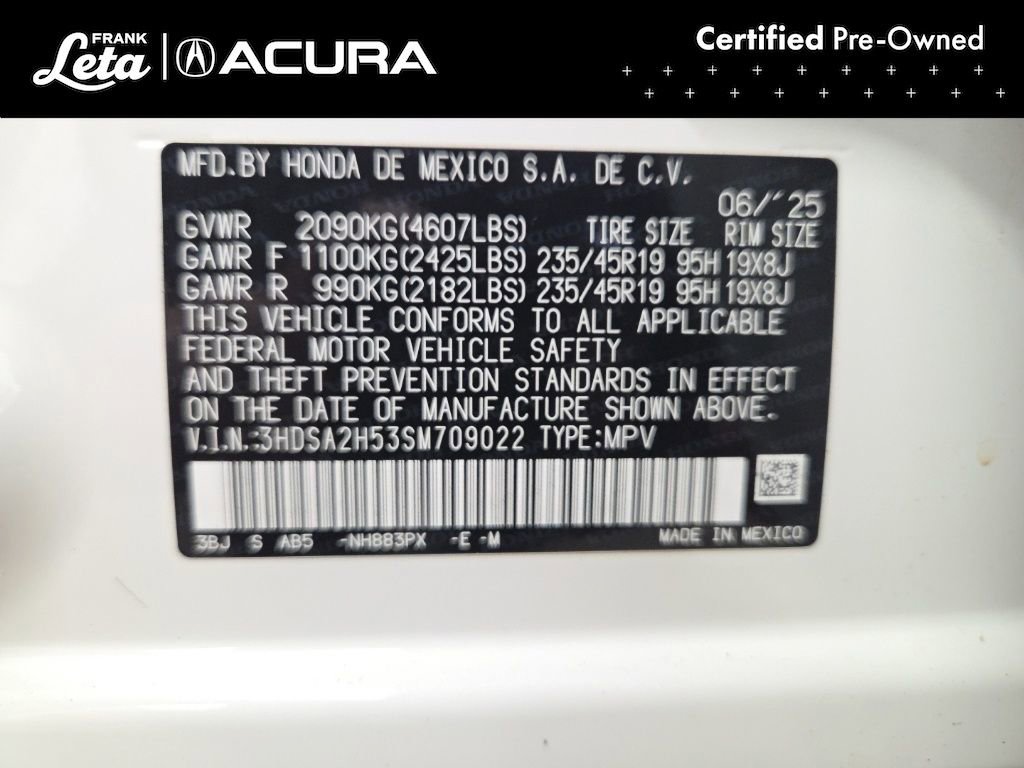 FRANK
Leta
ACURA
Certified Pre-Owned
MFD.BY HONDA DE MEXICO S.A. DE C.V.
06/'25
GVWR 2090KG(4607LBS) TIRE SIZE RIM SIZE
GAWR F 1100KG(2425LBS) 235/45R19 95H 19X8J
GAWR R 990KG(2182LBS) 235/45R19 95H 19X8J
THIS VEHICLE CONFORMS TO ALL APPLICABLE
FEDERAL MOTOR VEHICLE SAFETY
AND THEFT PREVENTION STANDARDS IN EFFECT
ON THE DATE OF MANUFACTURE SHOWN ABOVE.
V.I.N.:3HDSA2H53SM709022 TYPE:MPV
3BJ S AB5 -NH883PX -E -M MADE IN MEXICO